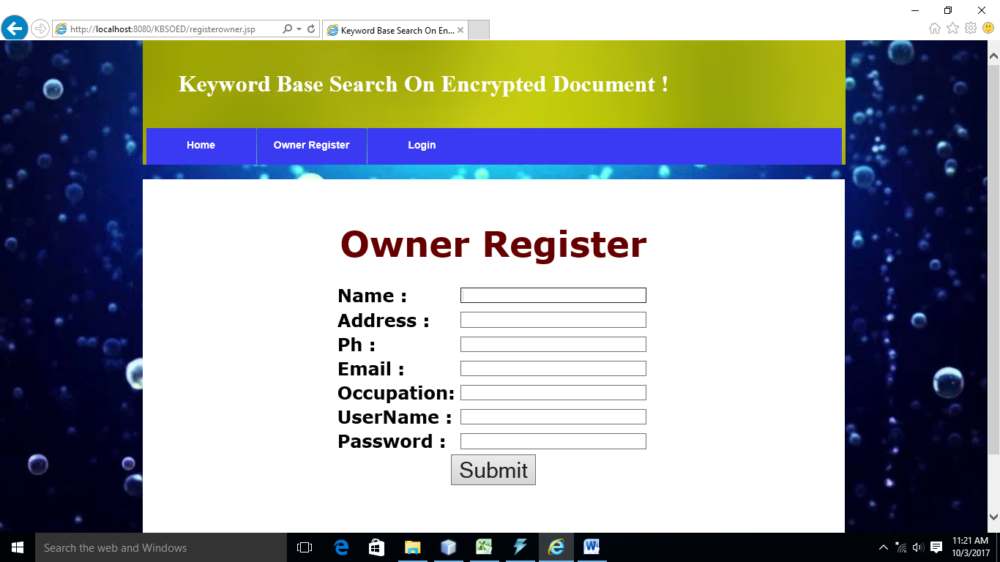 http://localhost:8080/KBSOED/registerowner.jsp
Keyword Base Search On En...
Keyword Base Search On Encrypted Document !
Home Owner Register Login
Owner Register
Name :
Address :
Ph :
Email :
Occupation:
UserName :
Password :
Submit
Search the web and Windows
11:21 AM
10/3/2017